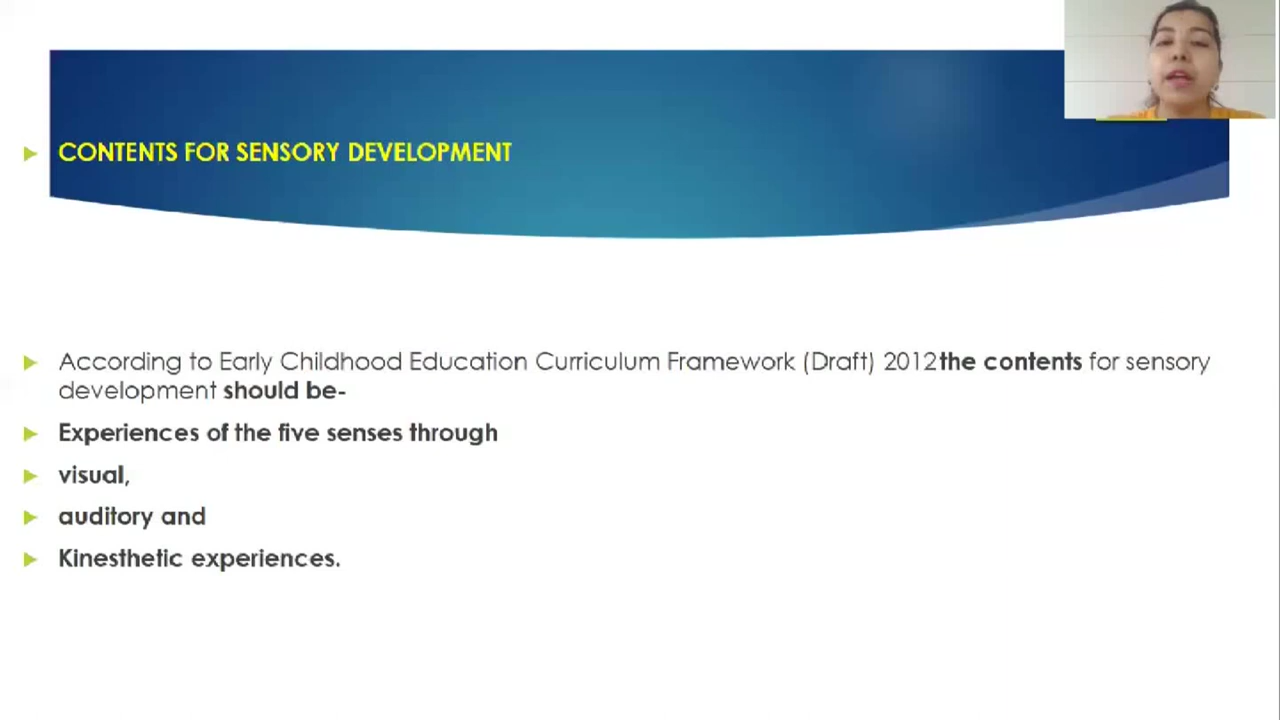 CONTENTS FOR SENSORY DEVELOPMENT
According to Early Childhood Education Curriculum Framework (Draft) 2012the contents for sensory
development should be-
Experiences of the five senses through
visual,
auditory and
Kinesthetic experiences.